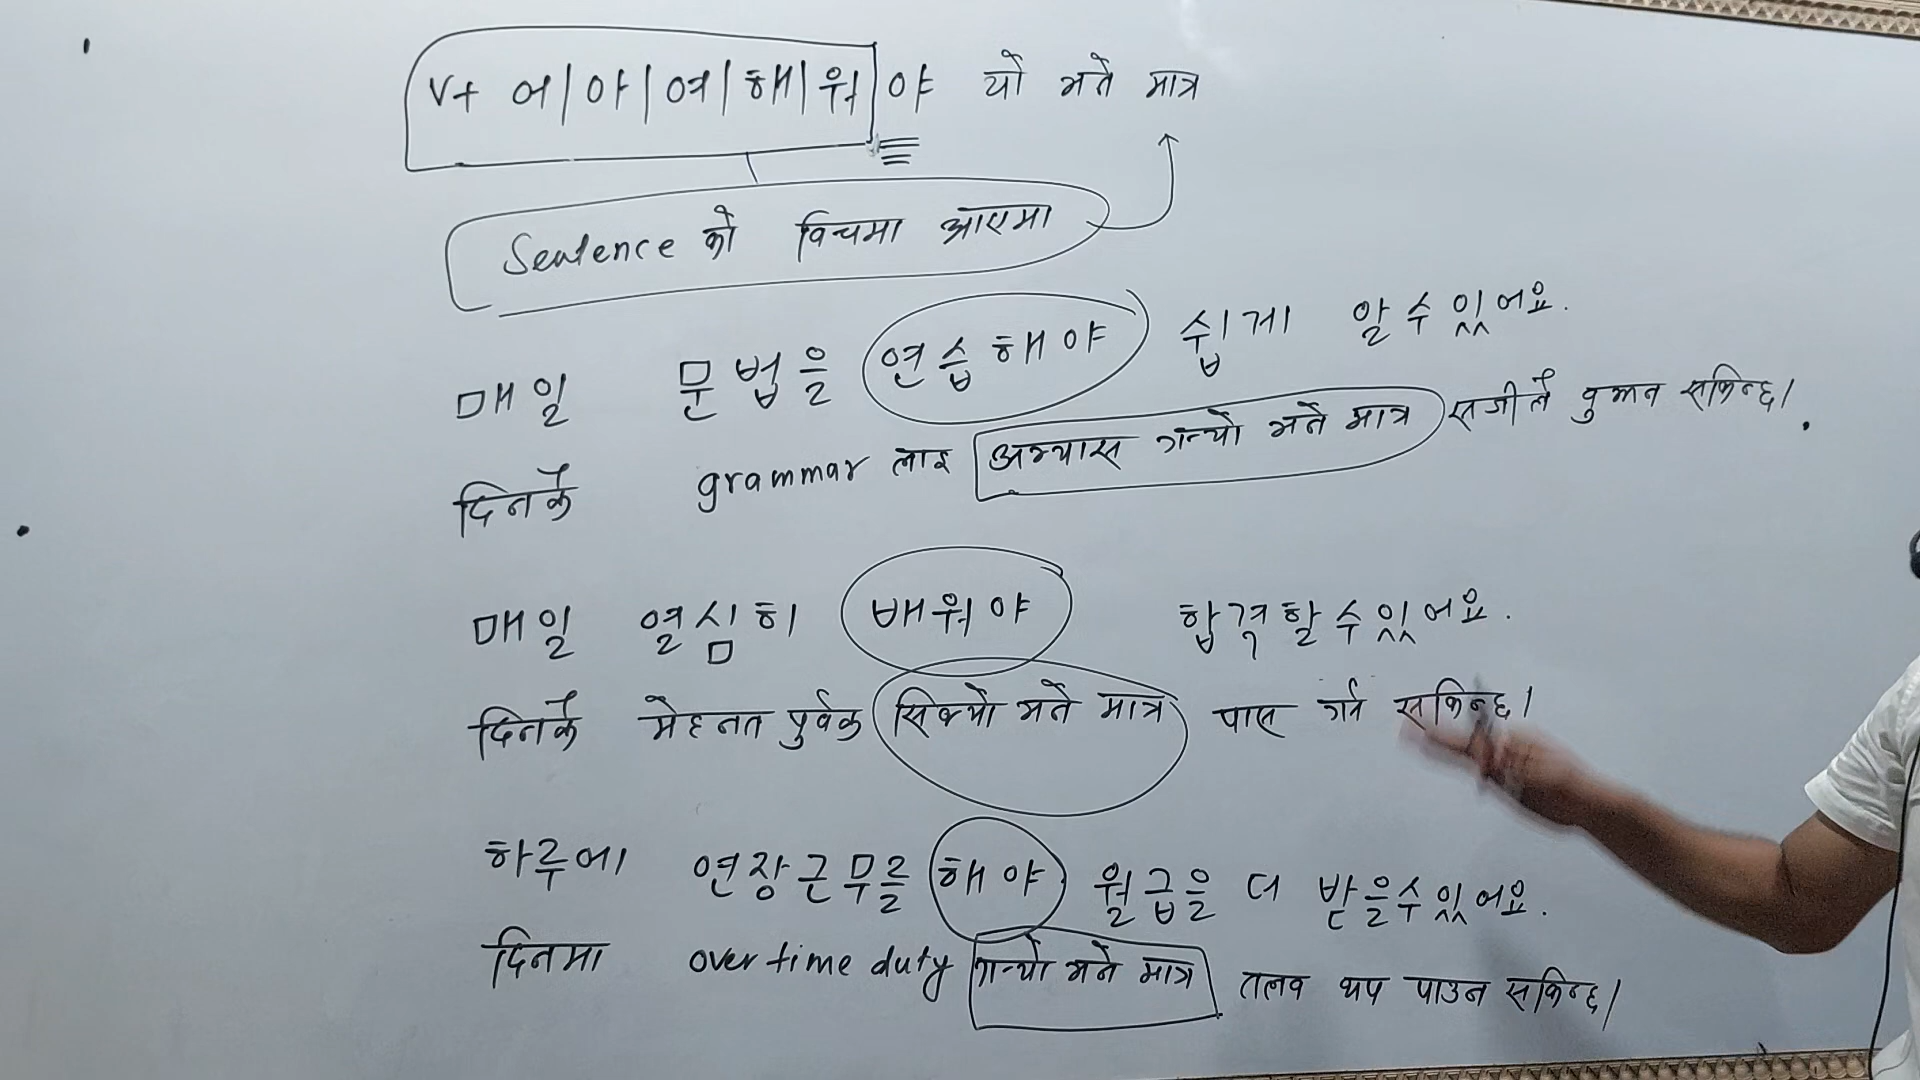 V+ 어/아/여/해/워/야 यो भने मात्र
Sentence को विचमा आएमा
매일 문법을 연습해야 쉽게 알 수 있어요.
दिनकै grammar लाइ अभ्यास गर्‍यो भने मात्र सजीलै बुझ्न सकिन्छ।
매일 열심히 배워야 합격할 수 있어요.
दिनकै मेहनत पुर्वक सिक्यो भने मात्र पास गर्न सकिन्छ।
하루에 연장근무를 해야 월급을 더 받을 수 있어요.
दिनमा overtime duty गर्‍यो भने मात्र तलव थप पाउन सकिन्छ।